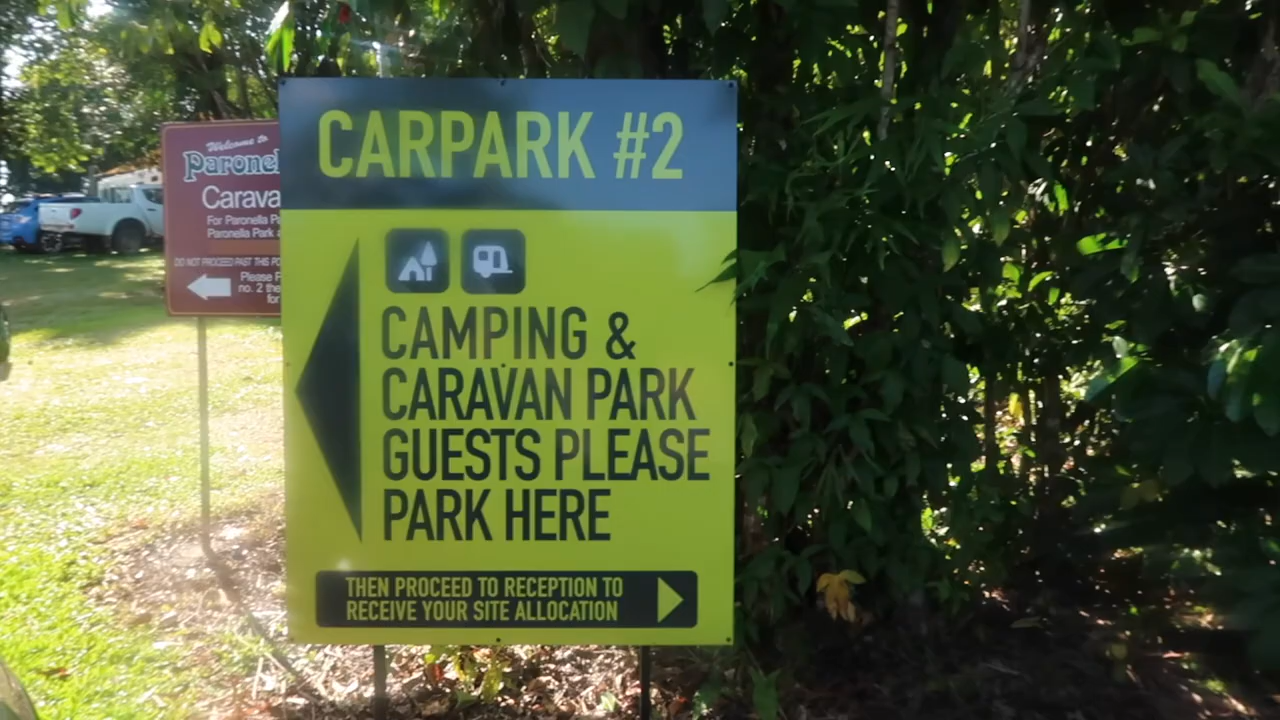 CARPARK #2
CAMPING &
CARAVAN PARK
GUESTS PLEASE
PARK HERE
THEN PROCEED TO RECEPTION TO
RECEIVE YOUR SITE ALLOCATION
Welcome to
Paronel
Carava
For Paronella P
Paronella Park
DO NOT PROCEED PAST THIS PO
Please P
no. 2 the
for